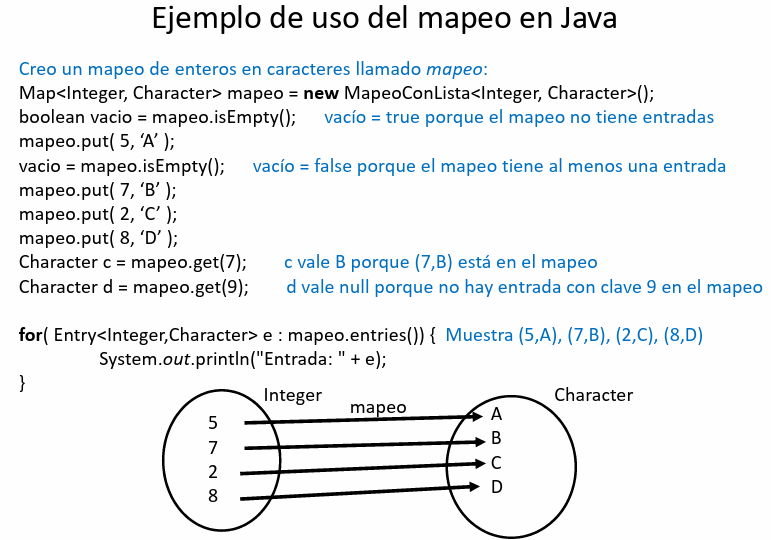 Ejemplo de uso del mapeo en Java
Creo un mapeo de enteros en caracteres llamado mapeo:
Map<Integer, Character> mapeo = new MapeoConLista<Integer, Character>();
boolean vacio = mapeo.isEmpty(); vacío = true porque el mapeo no tiene entradas
mapeo.put( 5, ‘A’ );
vacio = mapeo.isEmpty(); vacío = false porque el mapeo tiene al menos una entrada
mapeo.put( 7, ‘B’ );
mapeo.put( 2, ‘C’ );
mapeo.put( 8, ‘D’ );
Character c = mapeo.get(7); c vale B porque (7,B) está en el mapeo
Character d = mapeo.get(9); d vale null porque no hay entrada con clave 9 en el mapeo
for( Entry<Integer,Character> e : mapeo.entries()) { Muestra (5,A), (7,B), (2,C), (8,D)
System.out.println("Entrada: " + e);
}
Integer
mapeo
Character
5
7
2
8
A
B
C
D